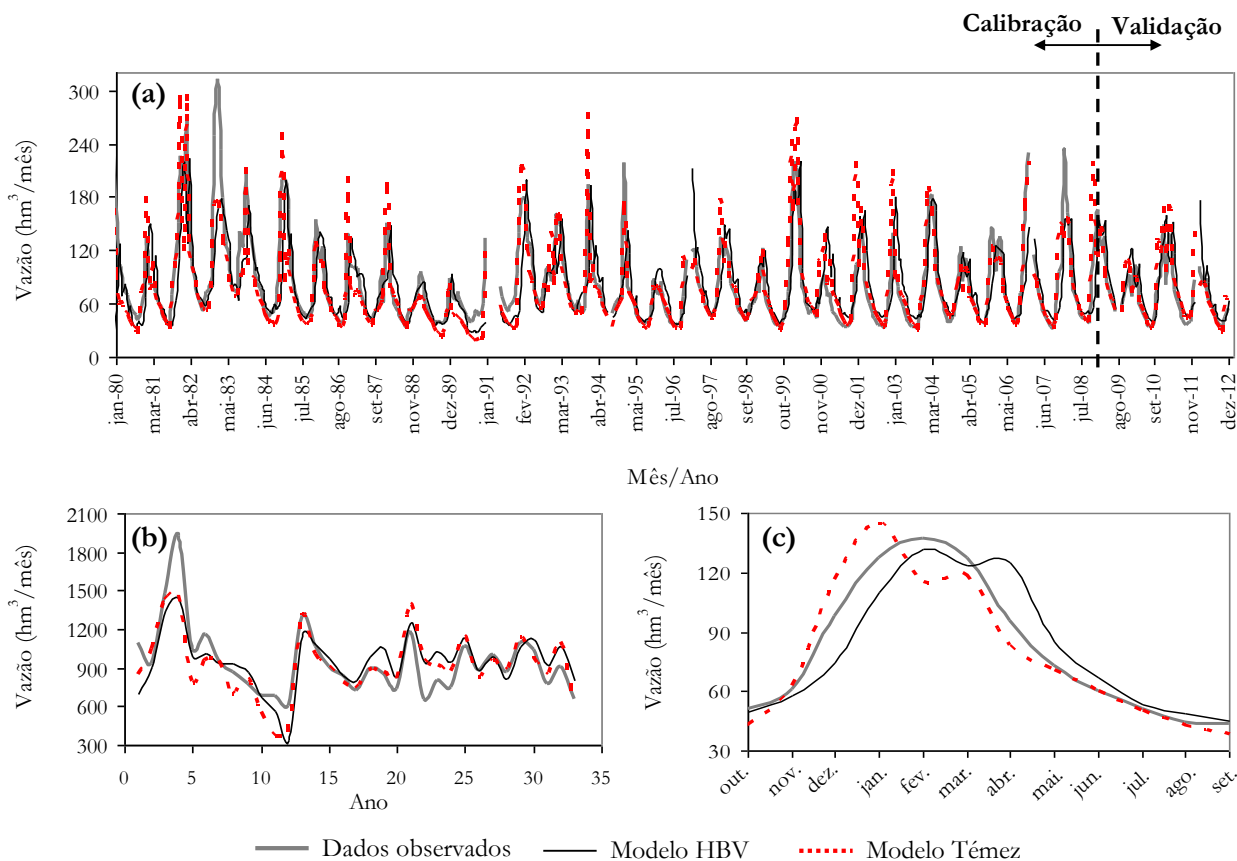 Calibração Validação
(a)
Vazão (hm³/mês)
300
240
180
120
60
0
jan-80
mar-81
abr-82
mai-83
jun-84
jul-85
ago-86
set-87
nov-88
dez-89
jan-91
fev-92
mar-93
abr-94
mai-95
jul-96
ago-97
set-98
out-99
nov-00
dez-01
jan-03
mar-04
abr-05
mai-06
jun-07
jul-08
ago-09
set-10
nov-11
dez-12
Mês/Ano
(b)
Vazão (hm³/mês)
2100
1800
1500
1200
900
600
300
0 5 10 15 20 25 30 35
Ano
(c)
Vazão (hm³/mês)
150
120
90
60
30
out. nov. dez. jan. fev. mar. abr. mai. jun. jul. ago. set.
Dados observados Modelo HBV Modelo Témez